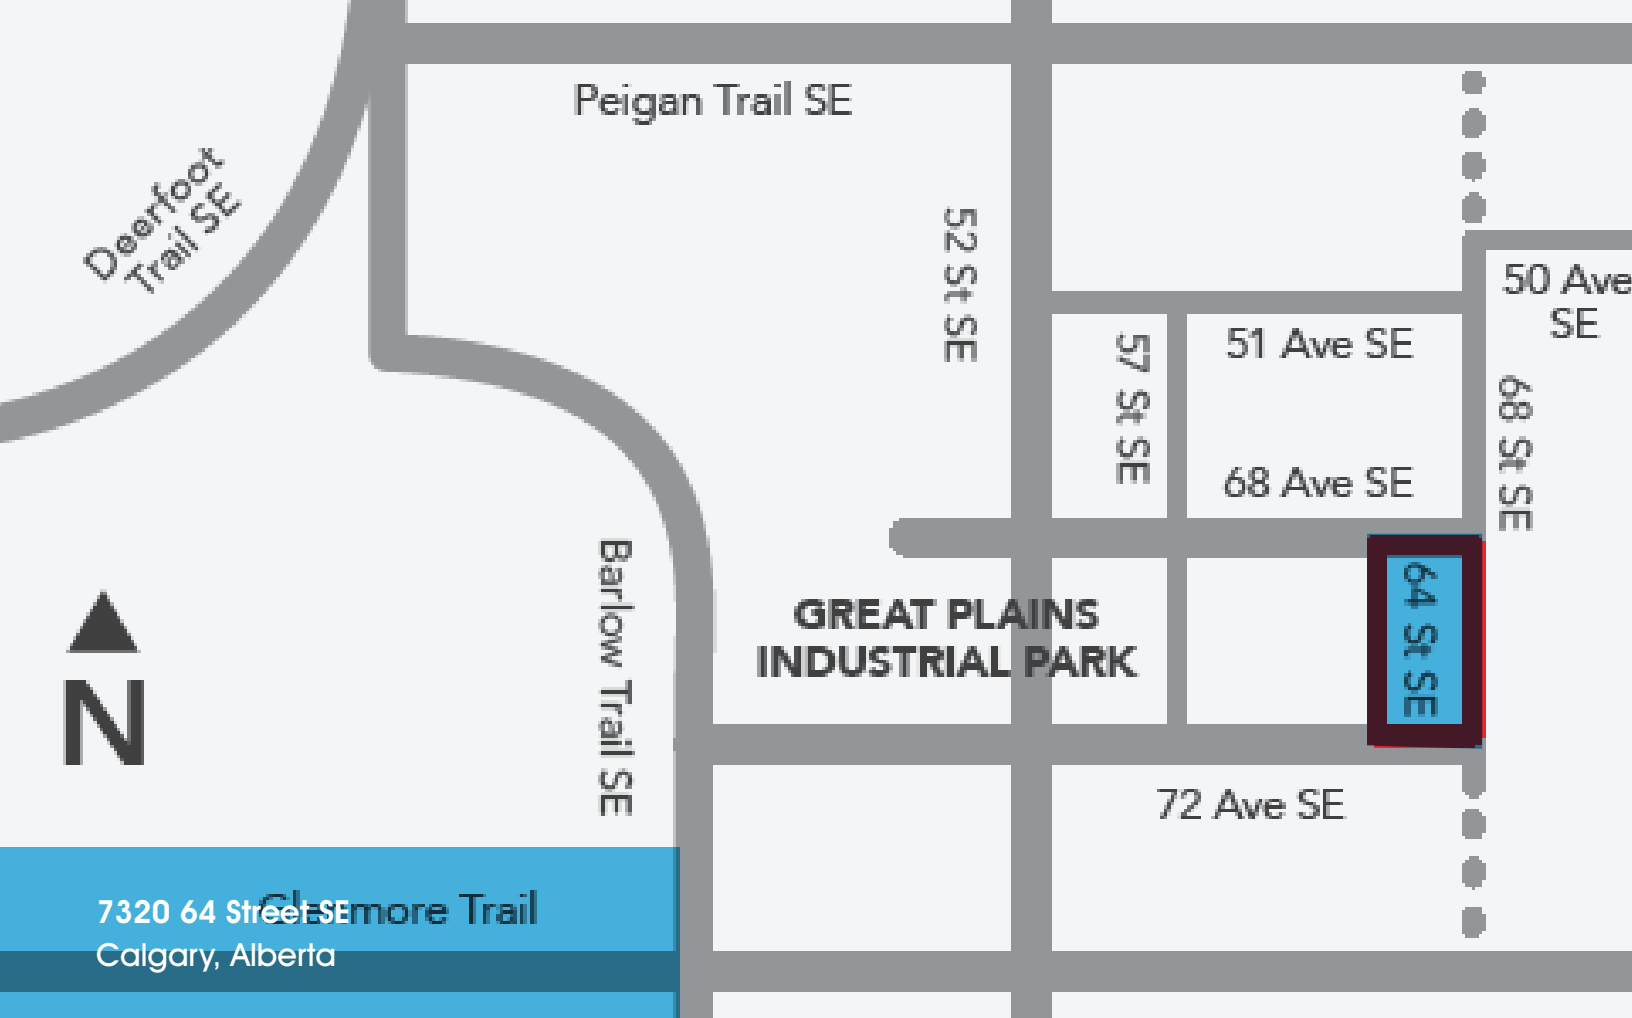 Peigan Trail SE
Deerfoot
Trail SE
52 St SE
50 Ave
SE
51 Ave SE
57 St SE
68 St SE
68 Ave SE
Barlow Trail SE
64 St SE
GREAT PLAINS
INDUSTRIAL PARK
N
72 Ave SE
Glenmore Trail
7320 64 Street SE
Calgary, Alberta